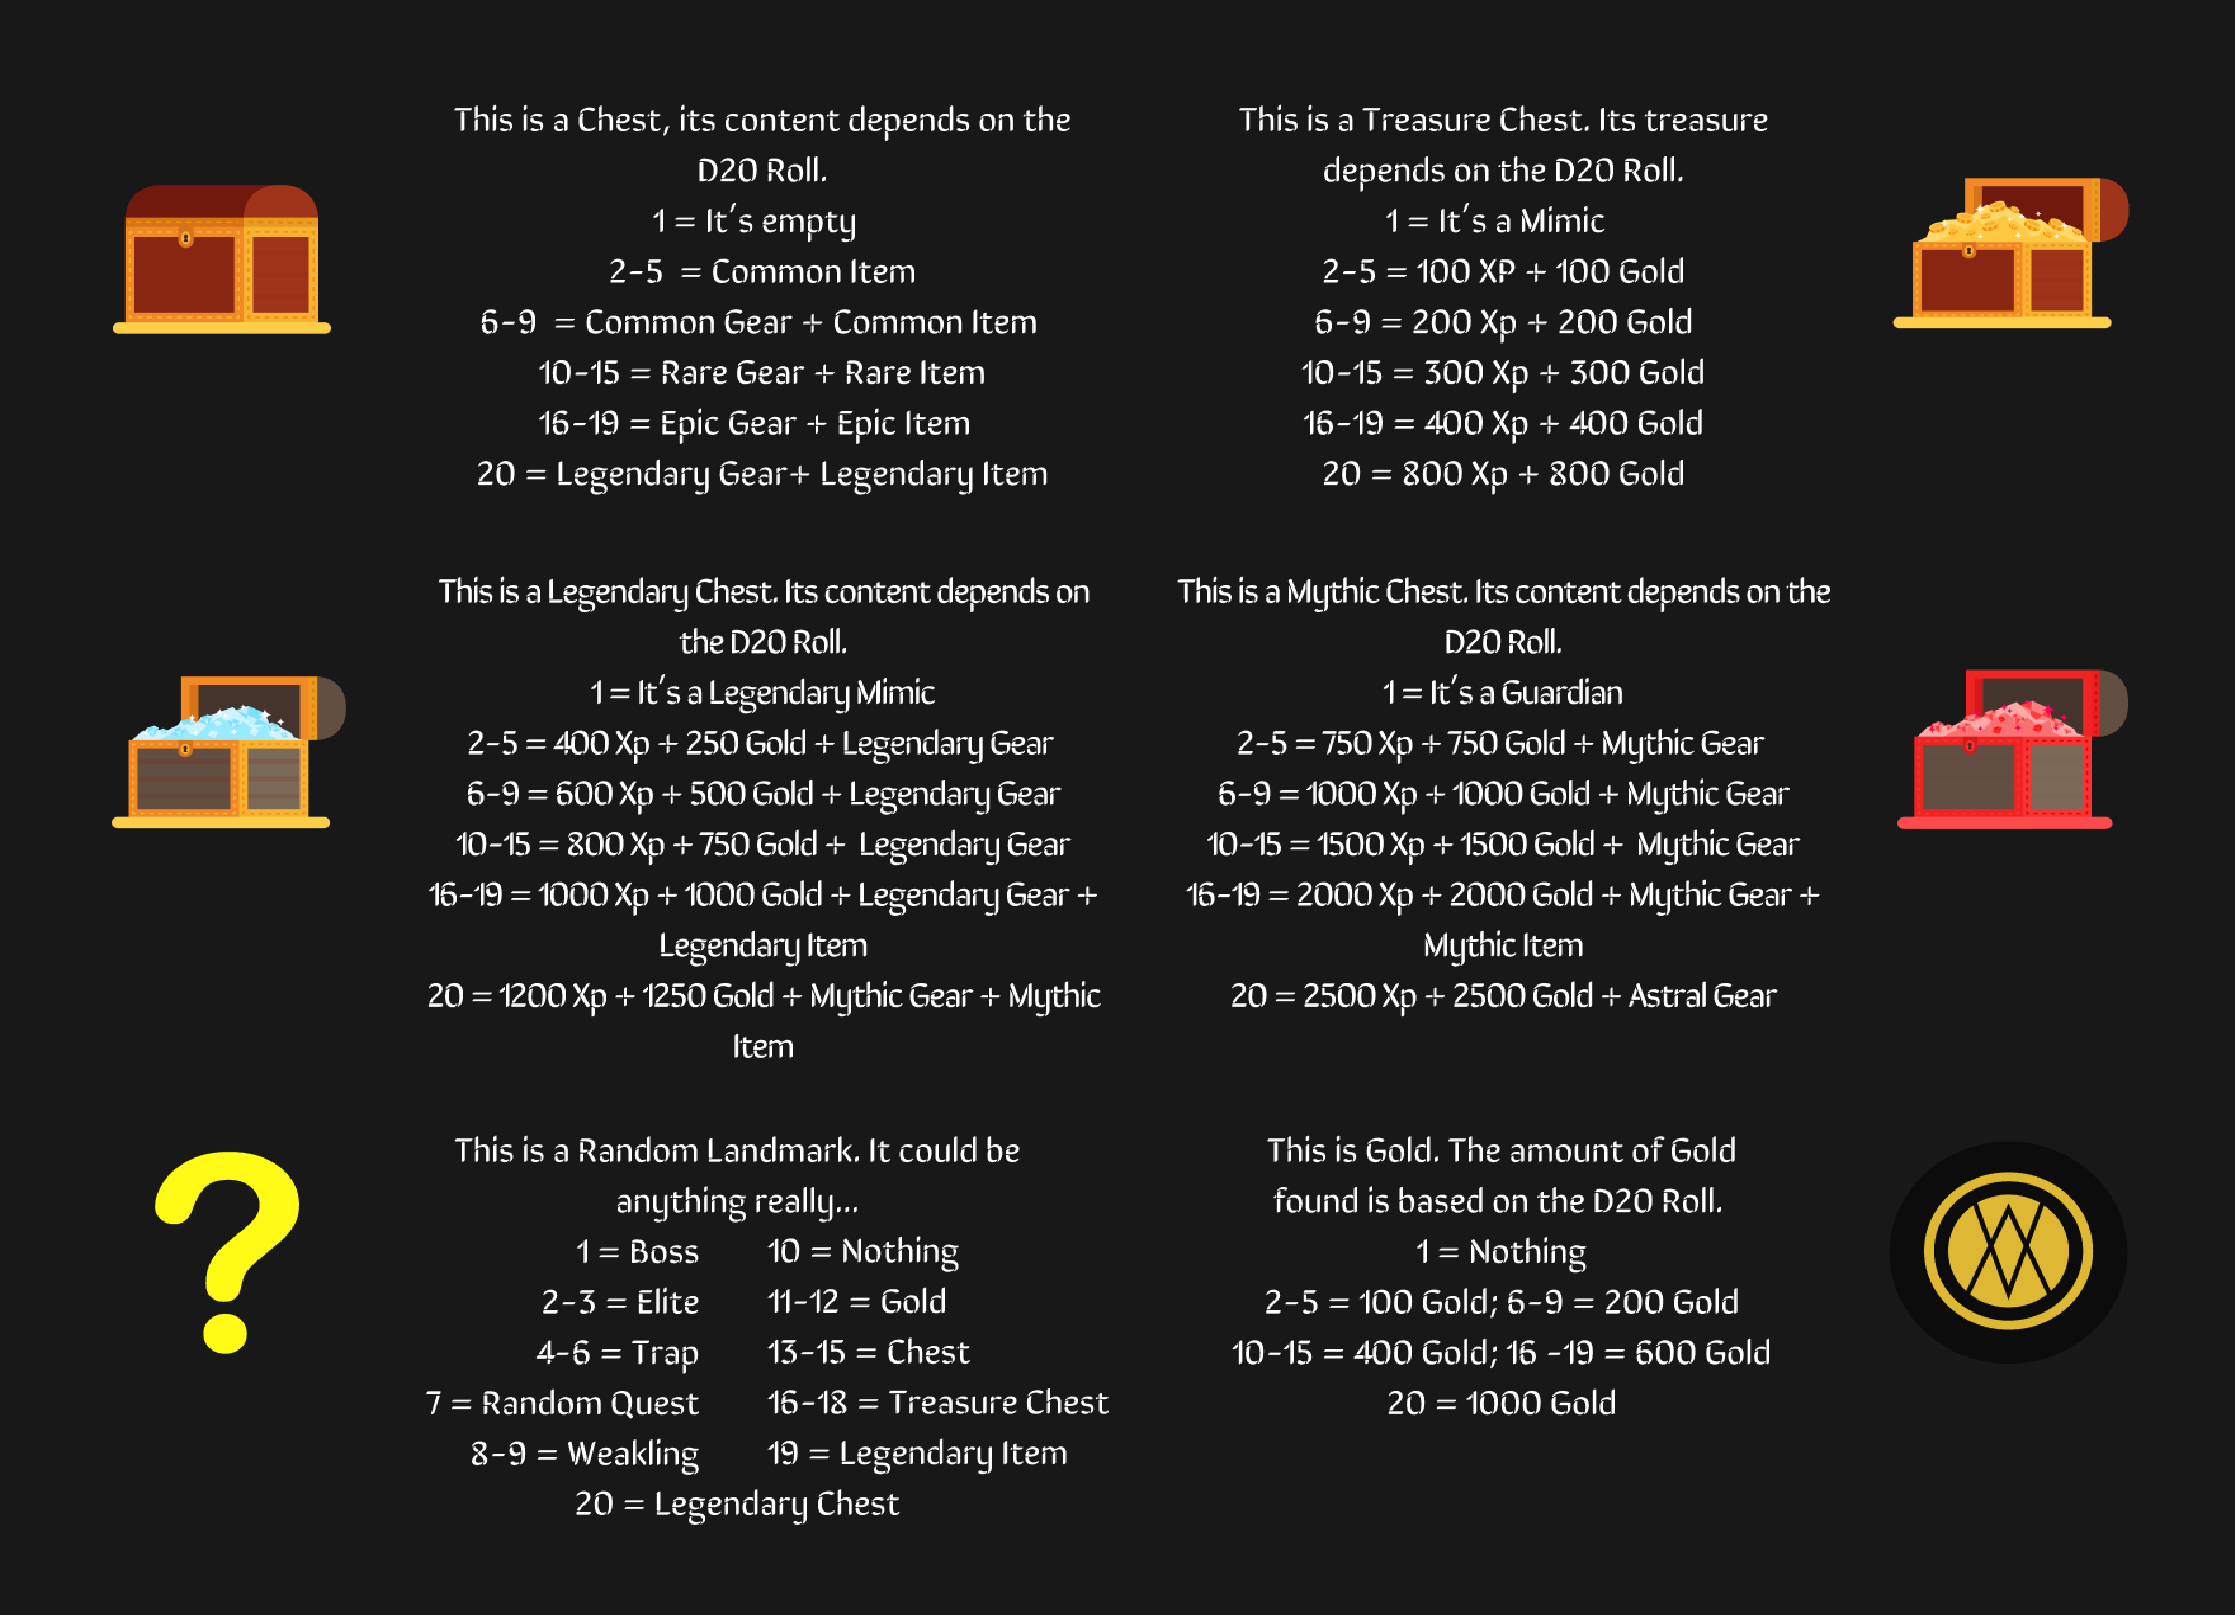 This is a Chest, its content depends on the
D20 Roll.
1 = It's empty
2-5 = Common Item
6-9 = Common Gear + Common Item
10-15 = Rare Gear + Rare Item
16-19 = Epic Gear + Epic Item
20 = Legendary Gear+ Legendary Item
This is a Treasure Chest. Its treasure
depends on the D20 Roll.
1 = It's a Mimic
2-5 = 100 XP + 100 Gold
6-9 = 200 Xp + 200 Gold
10-15 = 300 Xp + 300 Gold
16-19 = 400 Xp + 400 Gold
20 = 800 Xp + 800 Gold
This is a Legendary Chest. Its content depends on
the D20 Roll.
1 = It's a Legendary Mimic
2-5 = 400 Xp + 250 Gold + Legendary Gear
6-9 = 600 Xp + 500 Gold + Legendary Gear
10-15 = 800 Xp + 750 Gold + Legendary Gear
16-19 = 1000 Xp + 1000 Gold + Legendary Gear +
Legendary Item
20 = 1200 Xp + 1250 Gold + Mythic Gear + Mythic
Item
This is a Mythic Chest. Its content depends on the
D20 Roll.
1 = It's a Guardian
2-5 = 750 Xp + 750 Gold + Mythic Gear
6-9 = 1000 Xp + 1000 Gold + Mythic Gear
10-15 = 1500 Xp + 1500 Gold + Mythic Gear
16-19 = 2000 Xp + 2000 Gold + Mythic Gear +
Mythic Item
20 = 2500 Xp + 2500 Gold + Astral Gear
?
This is a Random Landmark. It could be
anything really...
1 = Boss
2-3 = Elite
4-6 = Trap
7 = Random Quest
8-9 = Weakling
10 = Nothing
11-12 = Gold
13-15 = Chest
16-18 = Treasure Chest
19 = Legendary Item
20 = Legendary Chest
This is Gold. The amount of Gold
found is based on the D20 Roll.
1 = Nothing
2-5 = 100 Gold; 6-9 = 200 Gold
10-15 = 400 Gold; 16 -19 = 600 Gold
20 = 1000 Gold